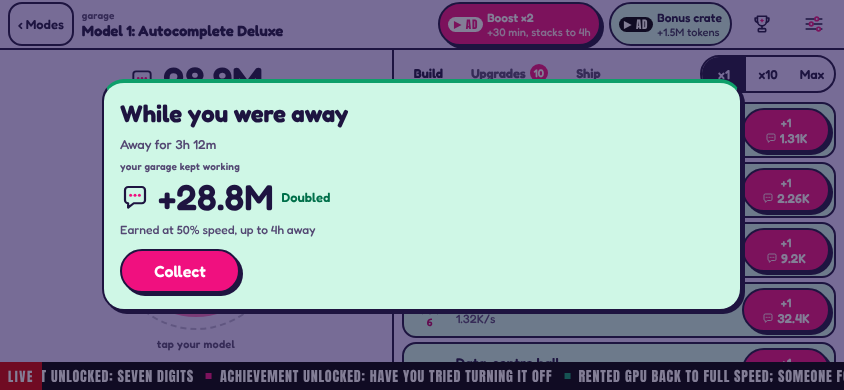 ‹ Modes
garage
Model 1: Autocomplete Deluxe
▶ AD
Boost x2
+30 min, stacks to 4h
▶ AD
Bonus crate
+1.5M tokens
Build
Upgrades 10
Ship
x1
x10
Max
While you were away
Away for 3h 12m
your garage kept working
+28.8M Doubled
Earned at 50% speed, up to 4h away
Collect
+1
1.31K
+1
2.26K
+1
9.2K
+1
32.4K
6
1.32K/s
tap your model
LIVE
T UNLOCKED: SEVEN DIGITS ▪ ACHIEVEMENT UNLOCKED: HAVE YOU TRIED TURNING IT OFF ▪ RENTED GPU BACK TO FULL SPEED; SOMEONE